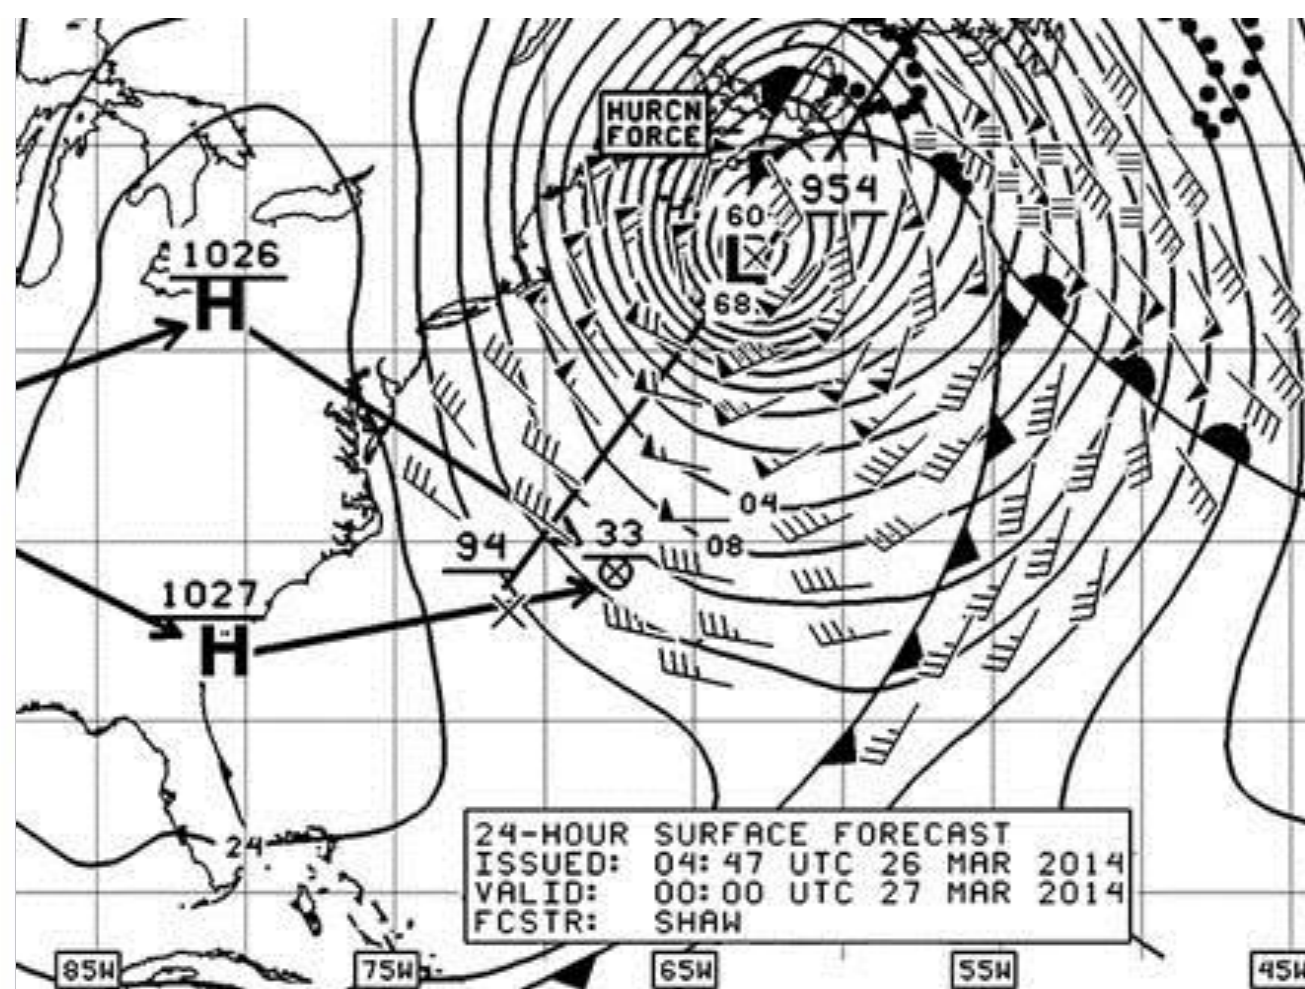 HURCN
FORCE
954
60
L
68
1026
H
04
94
33
08
1027
H
24-HOUR SURFACE FORECAST
ISSUED: 04:47 UTC 26 MAR 2014
VALID: 00:00 UTC 27 MAR 2014
FCSTR: SHAW
24
85W
75W
65W
55W
45W